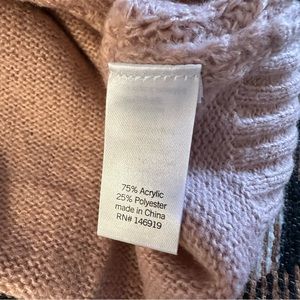 75% Acrylic
25% Polyester
made in China
RN# 146919